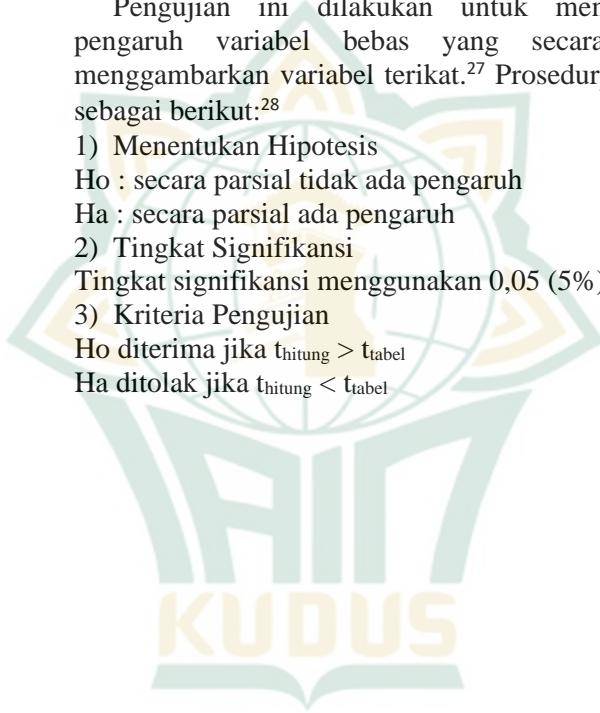 Pengujian ini dilakukan untuk men
pengaruh variabel bebas yang secara
menggambarkan variabel terikat.²⁷ Prosedur
sebagai berikut:²⁸
1) Menentukan Hipotesis
Ho : secara parsial tidak ada pengaruh
Ha : secara parsial ada pengaruh
2) Tingkat Signifikansi
Tingkat signifikansi menggunakan 0,05 (5%)
3) Kriteria Pengujian
Ho diterima jika thitung > ttabel
Ha ditolak jika thitung < ttabel
IAIN
KUDUS